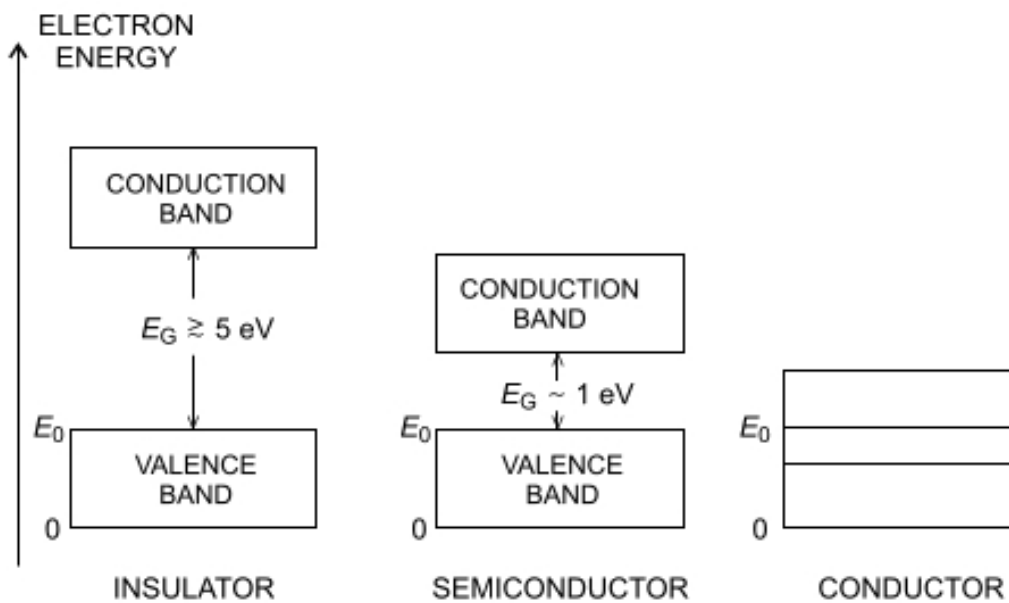 ELECTRON
ENERGY
CONDUCTION
BAND
E_G ≳ 5 eV
E_0
VALENCE
BAND
0
INSULATOR
CONDUCTION
BAND
E_G ~ 1 eV
E_0
VALENCE
BAND
0
SEMICONDUCTOR
E_0
0
CONDUCTOR